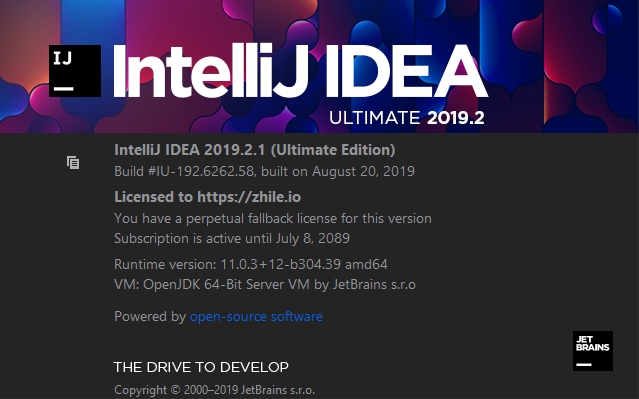 IJ
IntelliJ IDEA
ULTIMATE 2019.2
IntelliJ IDEA 2019.2.1 (Ultimate Edition)
Build #IU-192.6262.58, built on August 20, 2019
Licensed to https://zhile.io
You have a perpetual fallback license for this version
Subscription is active until July 8, 2089
Runtime version: 11.0.3+12-b304.39 amd64
VM: OpenJDK 64-Bit Server VM by JetBrains s.r.o
Powered by open-source software
JET
BRAINS
THE DRIVE TO DEVELOP
Copyright © 2000–2019 JetBrains s.r.o.